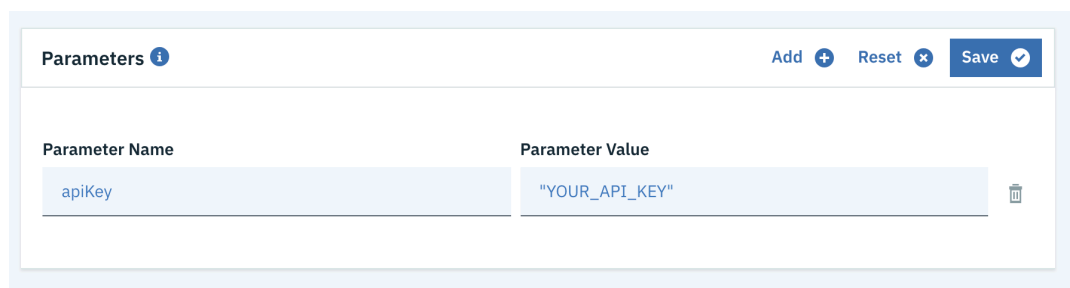 Parameters
Add Reset Save
Parameter Name Parameter Value
apiKey "YOUR_API_KEY"